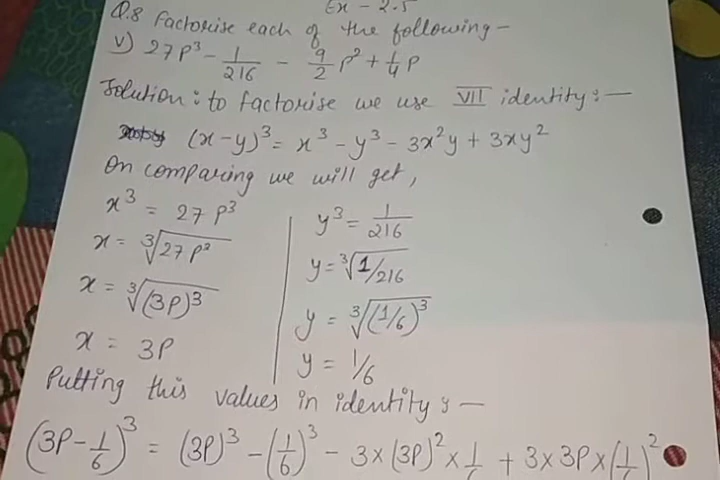 Ex - 2.5
Q.8 Factorise each of the following -
v) 27p³ - 1/216 - 9/2 p² + 1/4 p
Solution: to factorise we use VII identity: -
(x-y)³ = x³ - y³ - 3x²y + 3xy²
On comparing we will get,
x³ = 27p³
x = ∛27p³
x = ∛(3p)³
x = 3p
y³ = 1/216
y = ∛1/216
y = ∛(1/6)³
y = 1/6
Putting this values in identity: -
(3p - 1/6)³ = (3p)³ - (1/6)³ - 3×(3p)²×1/6 + 3×3p×(1/6)²